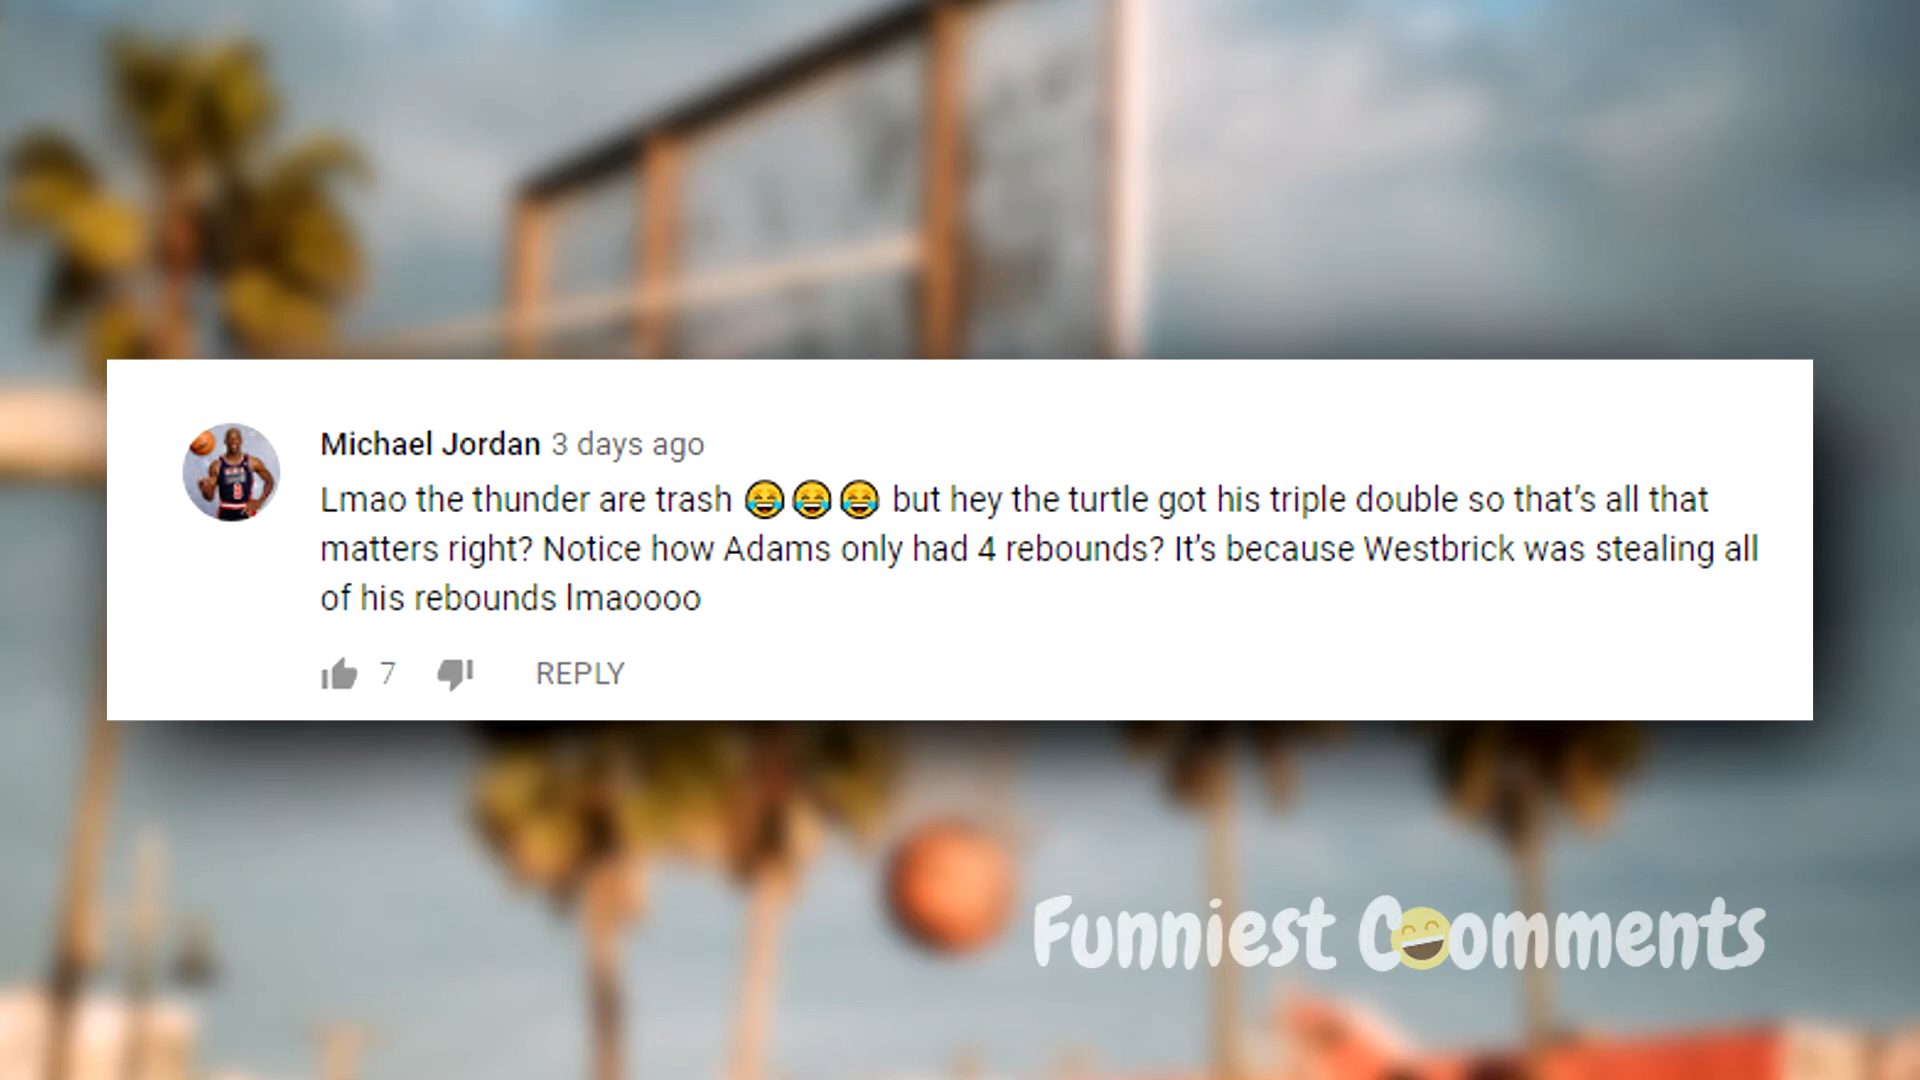 Michael Jordan 3 days ago
Lmao the thunder are trash 😂😂😂 but hey the turtle got his triple double so that's all that
matters right? Notice how Adams only had 4 rebounds? It's because Westbrick was stealing all
of his rebounds lmaoooo
7 REPLY
Funniest Comments